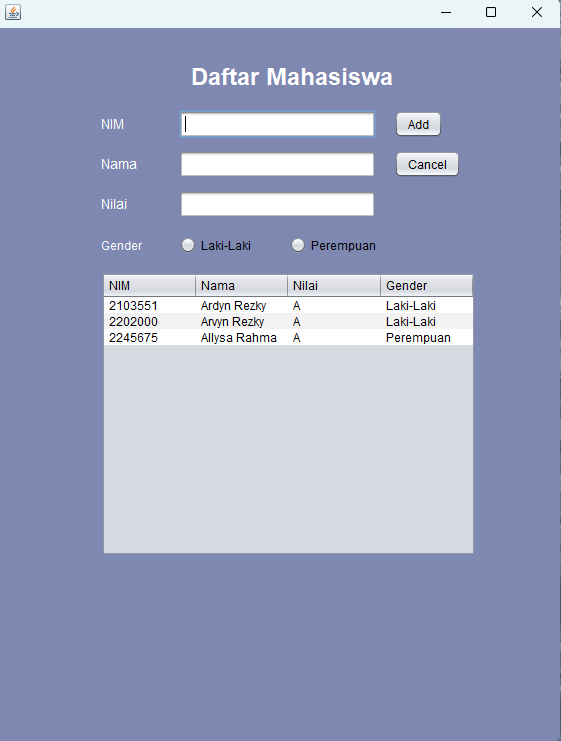 Daftar Mahasiswa
NIM Add
Nama Cancel
Nilai
Gender Laki-Laki Perempuan
NIM Nama Nilai Gender
2103551 Ardyn Rezky A Laki-Laki
2202000 Arvyn Rezky A Laki-Laki
2245675 Allysa Rahma A Perempuan